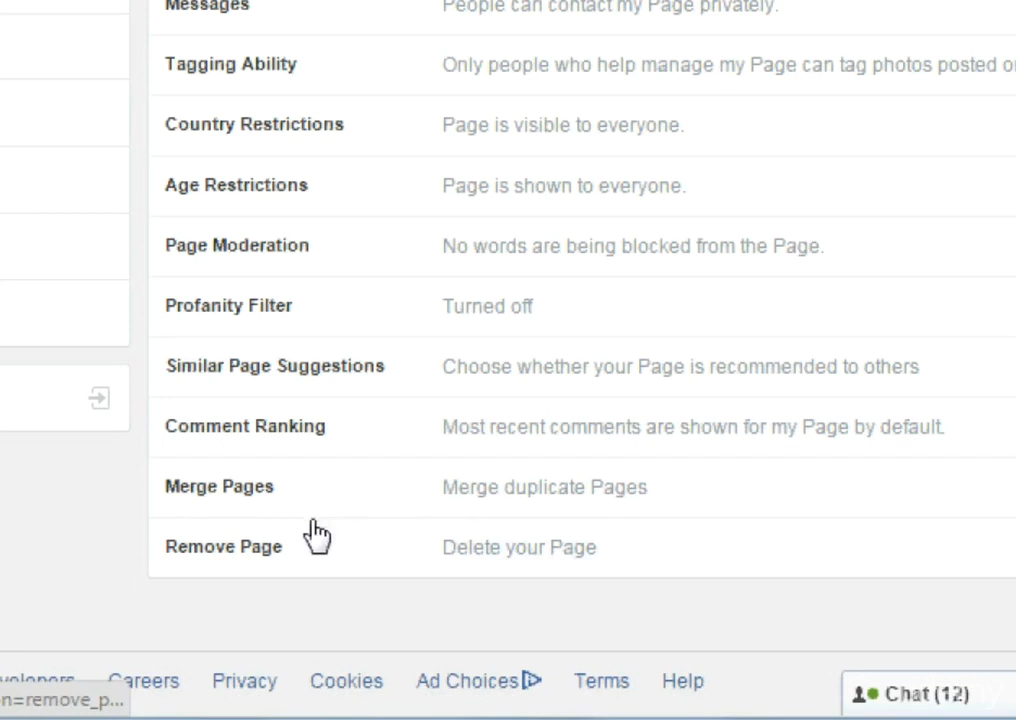 Messages People can contact my Page privately.
Tagging Ability Only people who help manage my Page can tag photos posted
Country Restrictions Page is visible to everyone.
Age Restrictions Page is shown to everyone.
Page Moderation No words are being blocked from the Page.
Profanity Filter Turned off
Similar Page Suggestions Choose whether your Page is recommended to others
Comment Ranking Most recent comments are shown for my Page by default.
Merge Pages Merge duplicate Pages
Remove Page Delete your Page
Careers Privacy Cookies Ad Choices Terms Help
n=remove_p...
Chat (12)